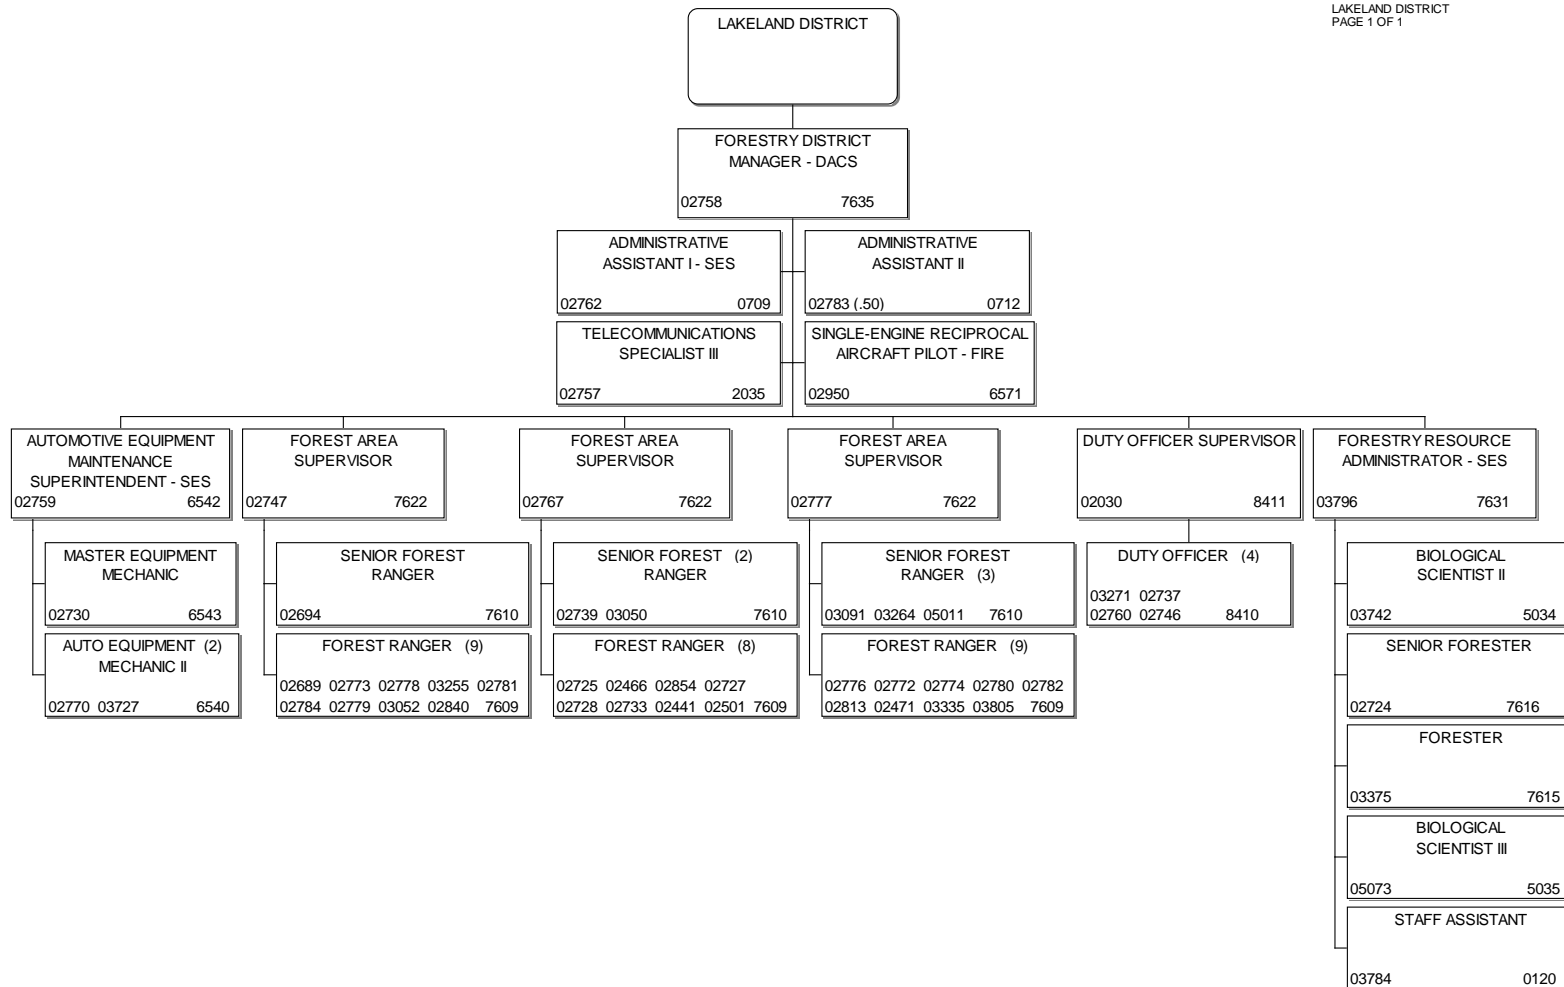 LAKELAND DISTRICT
PAGE 1 OF 1
LAKELAND DISTRICT
FORESTRY DISTRICT
MANAGER - DACS
02758 7635
ADMINISTRATIVE
ASSISTANT I - SES
02762 0709
ADMINISTRATIVE
ASSISTANT II
02783 (.50) 0712
TELECOMMUNICATIONS
SPECIALIST III
02757 2035
SINGLE-ENGINE RECIPROCAL
AIRCRAFT PILOT - FIRE
02950 6571
AUTOMOTIVE EQUIPMENT
MAINTENANCE
SUPERINTENDENT - SES
02759 6542
MASTER EQUIPMENT
MECHANIC
02730 6543
AUTO EQUIPMENT (2)
MECHANIC II
02770 03727 6540
FOREST AREA
SUPERVISOR
02747 7622
SENIOR FOREST
RANGER
02694 7610
FOREST RANGER (9)
02689 02773 02778 03255 02781
02784 02779 03052 02840 7609
FOREST AREA
SUPERVISOR
02767 7622
SENIOR FOREST (2)
RANGER
02739 03050 7610
FOREST RANGER (8)
02725 02466 02854 02727
02728 02733 02441 02501 7609
FOREST AREA
SUPERVISOR
02777 7622
SENIOR FOREST
RANGER (3)
03091 03264 05011 7610
FOREST RANGER (9)
02776 02772 02774 02780 02782
02813 02471 03335 03805 7609
DUTY OFFICER SUPERVISOR
02030 8411
DUTY OFFICER (4)
03271 02737
02760 02746 8410
FORESTRY RESOURCE
ADMINISTRATOR - SES
03796 7631
BIOLOGICAL
SCIENTIST II
03742 5034
SENIOR FORESTER
02724 7616
FORESTER
03375 7615
BIOLOGICAL
SCIENTIST III
05073 5035
STAFF ASSISTANT
03784 0120